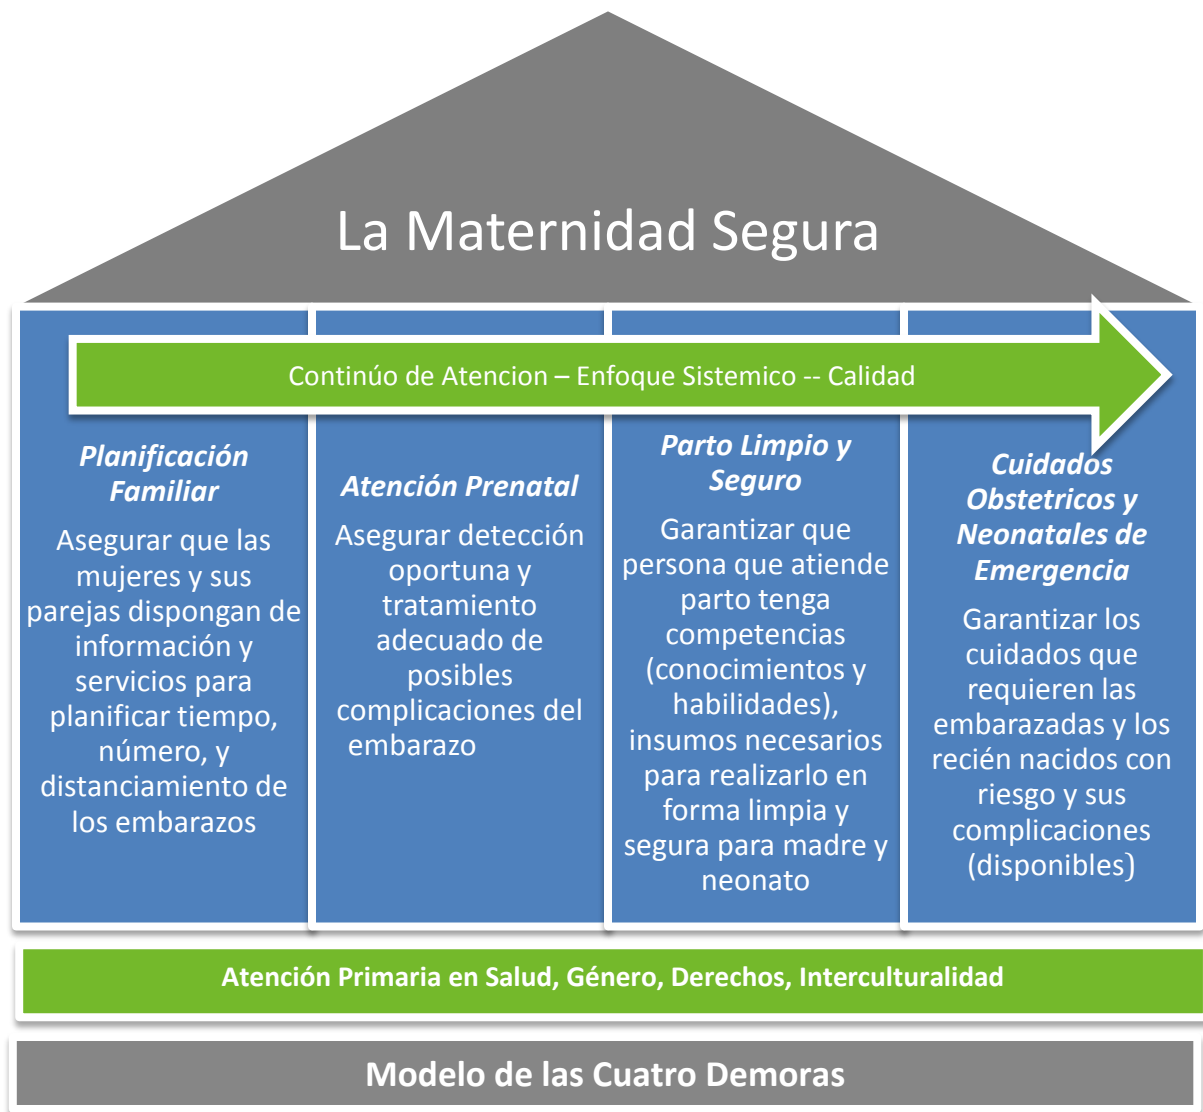 La Maternidad Segura
Continúo de Atencion – Enfoque Sistemico -- Calidad
Planificación
Familiar
Asegurar que las
mujeres y sus
parejas dispongan de
información y
servicios para
planificar tiempo,
número, y
distanciamiento de
los embarazos
Atención Prenatal
Asegurar detección
oportuna y
tratamiento
adecuado de
posibles
complicaciones del
embarazo
Parto Limpio y
Seguro
Garantizar que
persona que atiende
parto tenga
competencias
(conocimientos y
habilidades),
insumos necesarios
para realizarlo en
forma limpia y
segura para madre y
neonato
Cuidados
Obstetricos y
Neonatales de
Emergencia
Garantizar los
cuidados que
requieren las
embarazadas y los
recién nacidos con
riesgo y sus
complicaciones
(disponibles)
Atención Primaria en Salud, Género, Derechos, Interculturalidad
Modelo de las Cuatro Demoras